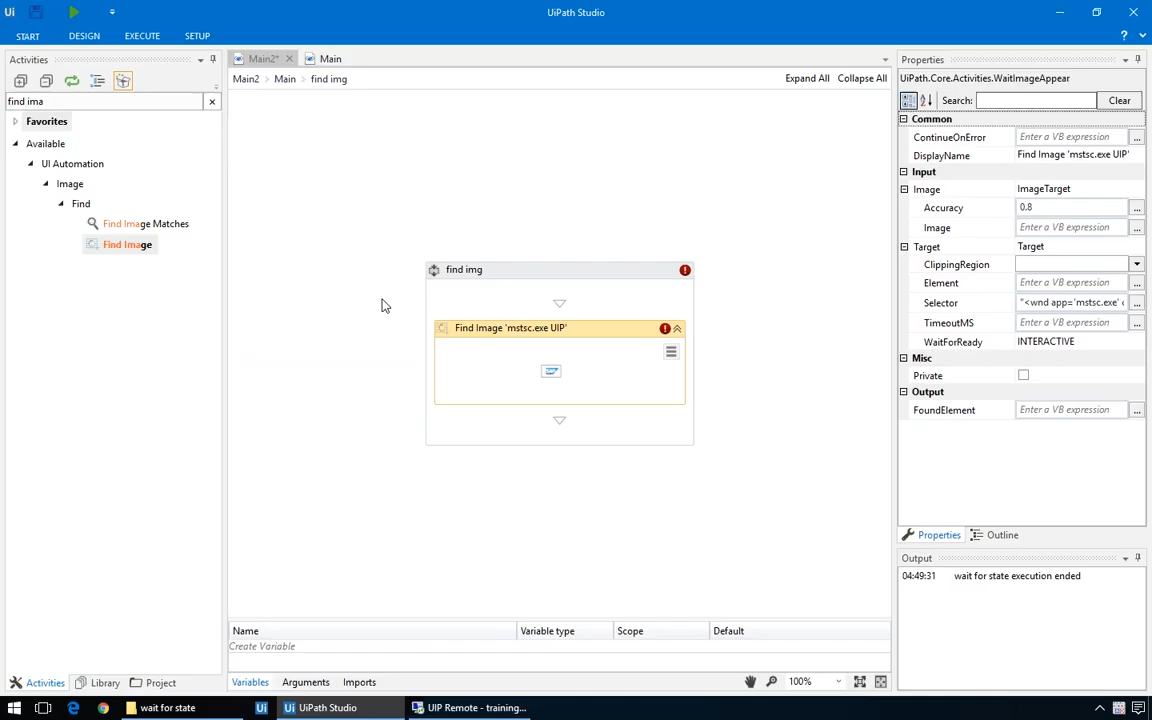 Ui
UiPath Studio
START
DESIGN
EXECUTE
SETUP
?
Activities
find ima
Favorites
Available
UI Automation
Image
Find
Find Image Matches
Find Image
Activities
Library
Project
Main2*
Main
Main2 > Main > find img
Expand All
Collapse All
find img
Find Image 'mstsc.exe UIP'
SAP
Name
Variable type
Scope
Default
Create Variable
Variables
Arguments
Imports
100%
Properties
UiPath.Core.Activities.WaitImageAppear
Search:
Clear
Common
ContinueOnError Enter a VB expression ...
DisplayName Find Image 'mstsc.exe UIP'
Input
Image ImageTarget
Accuracy 0.8 ...
Image Enter a VB expression ...
Target Target
ClippingRegion
Element Enter a VB expression ...
Selector "<wnd app='mstsc.exe' c ...
TimeoutMS Enter a VB expression ...
WaitForReady INTERACTIVE
Misc
Private
Output
FoundElement Enter a VB expression ...
Properties
Outline
Output
04:49:31 wait for state execution ended
wait for state
Ui
Ui
UiPath Studio
UIP Remote - training...